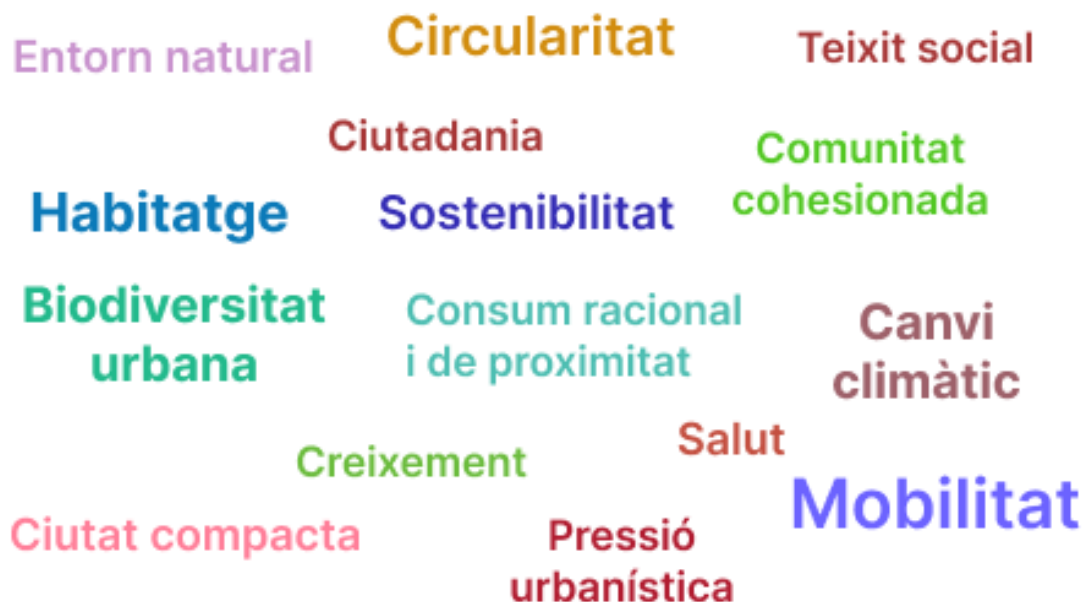 Entorn natural
Circularitat
Teixit social
Ciutadania
Comunitat
cohesionada
Habitatge
Sostenibilitat
Biodiversitat
urbana
Consum racional
i de proximitat
Canvi
climàtic
Creixement
Salut
Mobilitat
Ciutat compacta
Pressió
urbanística